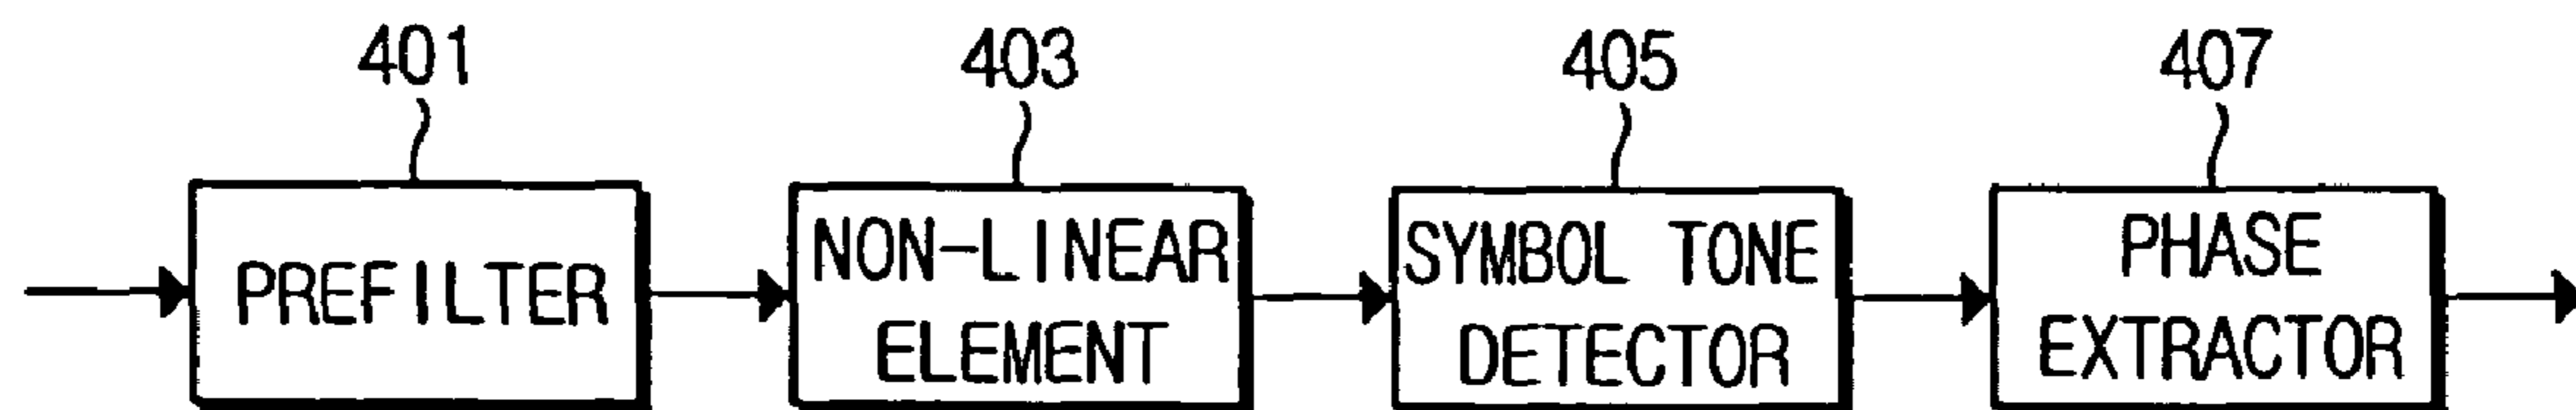 401
403
405
407
PREFILTER
NON-LINEAR
ELEMENT
SYMBOL TONE
DETECTOR
PHASE
EXTRACTOR